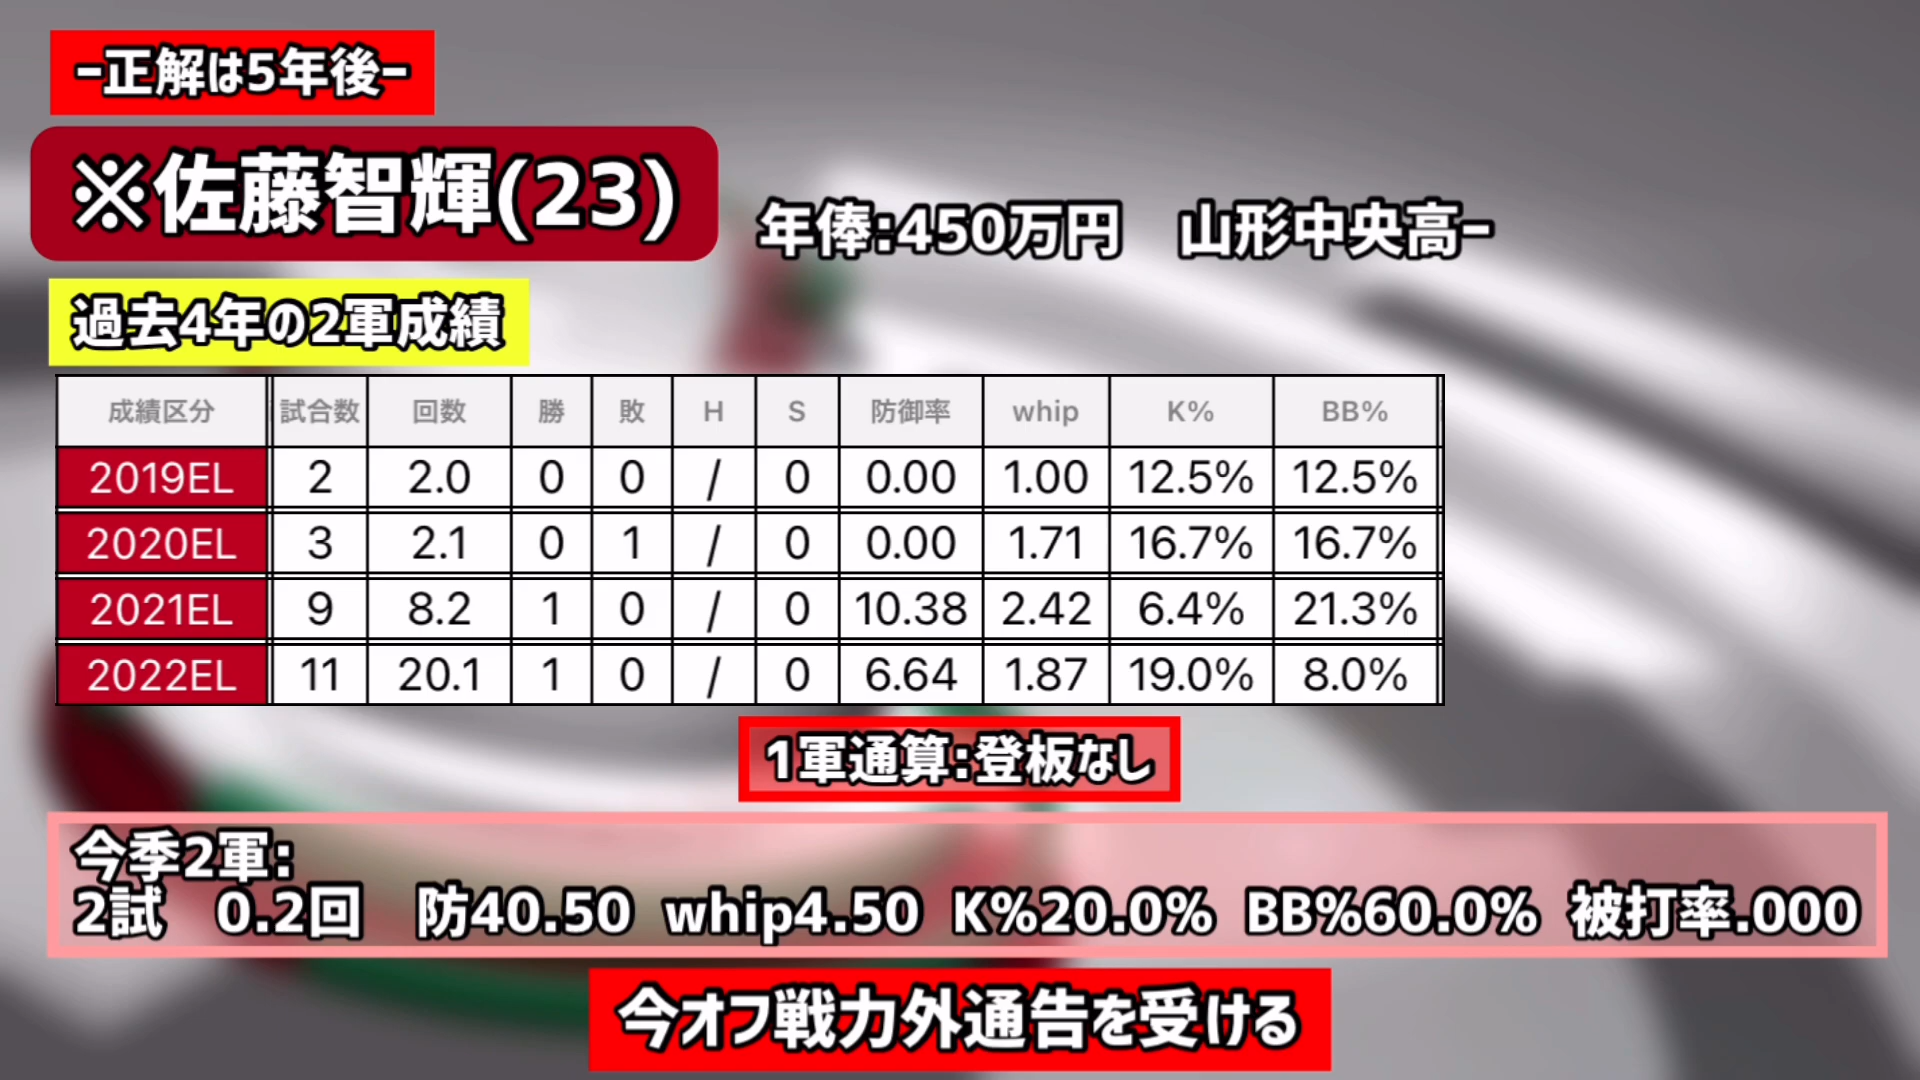 -正解は5年後-
※佐藤智輝(23)
年俸:450万円 山形中央高-
過去4年の2軍成績
成績区分 試合数 回数 勝 敗 H S 防御率 whip K% BB%
2019EL 2 2.0 0 0 / 0 0.00 1.00 12.5% 12.5%
2020EL 3 2.1 0 1 / 0 0.00 1.71 16.7% 16.7%
2021EL 9 8.2 1 0 / 0 10.38 2.42 6.4% 21.3%
2022EL 11 20.1 1 0 / 0 6.64 1.87 19.0% 8.0%
1軍通算:登板なし
今季2軍:
2試 0.2回 防40.50 whip4.50 K%20.0% BB%60.0% 被打率.000
今オフ戦力外通告を受ける